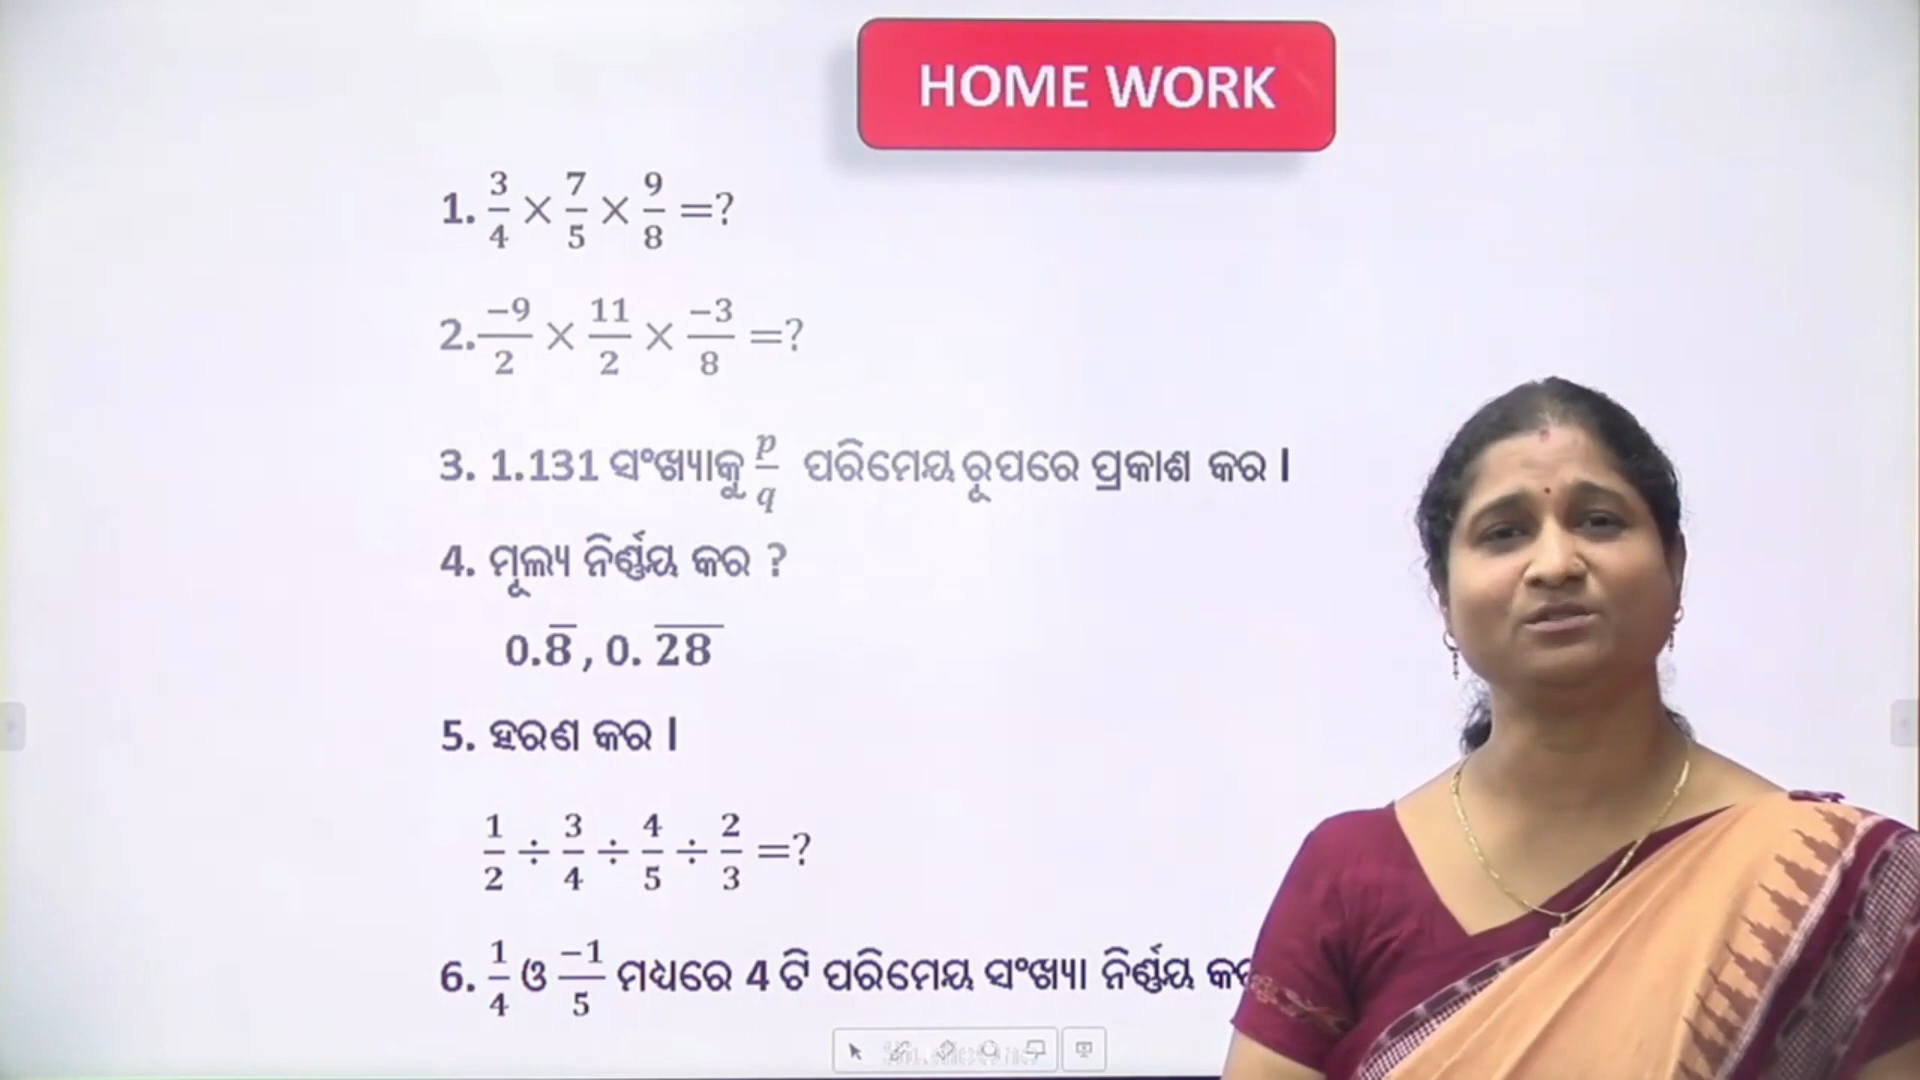 HOME WORK
1. 3/4 × 7/5 × 9/8 =?
2. -9/2 × 11/2 × -3/8 =?
3. 1.131 ସଂଖ୍ୟାକୁ p/q ପରିମେୟ ରୂପରେ ପ୍ରକାଶ କର ।
4. ମୂଲ୍ୟ ନିର୍ଣ୍ଣୟ କର ?
0.8̅ , 0. 2̅8̅
5. ହରଣ କର ।
1/2 ÷ 3/4 ÷ 4/5 ÷ 2/3 =?
6. 1/4 ଓ -1/5 ମଧ୍ୟରେ 4 ଟି ପରିମେୟ ସଂଖ୍ୟା ନିର୍ଣ୍ଣୟ